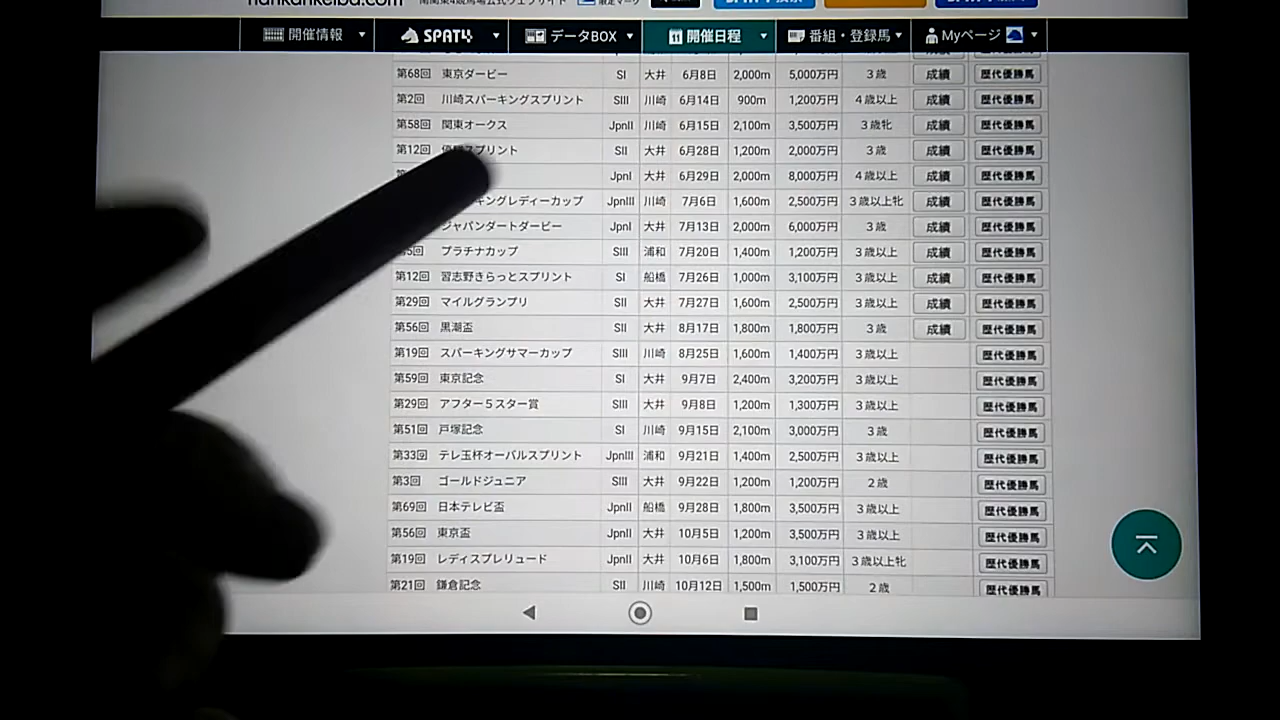 nankankeiba.com 南関東4競馬場公式ウェブサイト
開催情報 SPAT4 データBOX 開催日程 番組・登録馬 Myページ
第68回 東京ダービー SI 大井 6月8日 2,000m 5,000万円 3歳 成績 歴代優勝馬
第2回 川崎スパーキングスプリント SIII 川崎 6月14日 900m 1,200万円 4歳以上 成績 歴代優勝馬
第58回 関東オークス JpnII 川崎 6月15日 2,100m 3,500万円 3歳牝 成績 歴代優勝馬
第12回 スプリント SII 大井 6月28日 1,200m 2,000万円 3歳 成績 歴代優勝馬
JpnI 大井 6月29日 2,000m 8,000万円 4歳以上 成績 歴代優勝馬
キングレディーカップ JpnIII 川崎 7月6日 1,600m 2,500万円 3歳以上牝 成績 歴代優勝馬
ジャパンダートダービー JpnI 大井 7月13日 2,000m 6,000万円 3歳 成績 歴代優勝馬
5回 プラチナカップ SIII 浦和 7月20日 1,400m 1,200万円 3歳以上 成績 歴代優勝馬
第12回 習志野きらっとスプリント SI 船橋 7月26日 1,000m 3,100万円 3歳以上 成績 歴代優勝馬
第29回 マイルグランプリ SII 大井 7月27日 1,600m 2,500万円 3歳以上 成績 歴代優勝馬
第56回 黒潮盃 SII 大井 8月17日 1,800m 1,800万円 3歳 成績 歴代優勝馬
第19回 スパーキングサマーカップ SIII 川崎 8月25日 1,600m 1,400万円 3歳以上 歴代優勝馬
第59回 東京記念 SI 大井 9月7日 2,400m 3,200万円 3歳以上 歴代優勝馬
第29回 アフター5スター賞 SIII 大井 9月8日 1,200m 1,300万円 3歳以上 歴代優勝馬
第51回 戸塚記念 SI 川崎 9月15日 2,100m 3,000万円 3歳 歴代優勝馬
第33回 テレ玉杯オーバルスプリント JpnIII 浦和 9月21日 1,400m 2,500万円 3歳以上 歴代優勝馬
第3回 ゴールドジュニア SIII 大井 9月22日 1,200m 1,200万円 2歳 歴代優勝馬
第69回 日本テレビ盃 JpnII 船橋 9月28日 1,800m 3,500万円 3歳以上 歴代優勝馬
第56回 東京盃 JpnII 大井 10月5日 1,200m 3,500万円 3歳以上 歴代優勝馬
第19回 レディスプレリュード JpnII 大井 10月6日 1,800m 3,100万円 3歳以上牝 歴代優勝馬
第21回 鎌倉記念 SII 川崎 10月12日 1,500m 1,500万円 2歳 歴代優勝馬